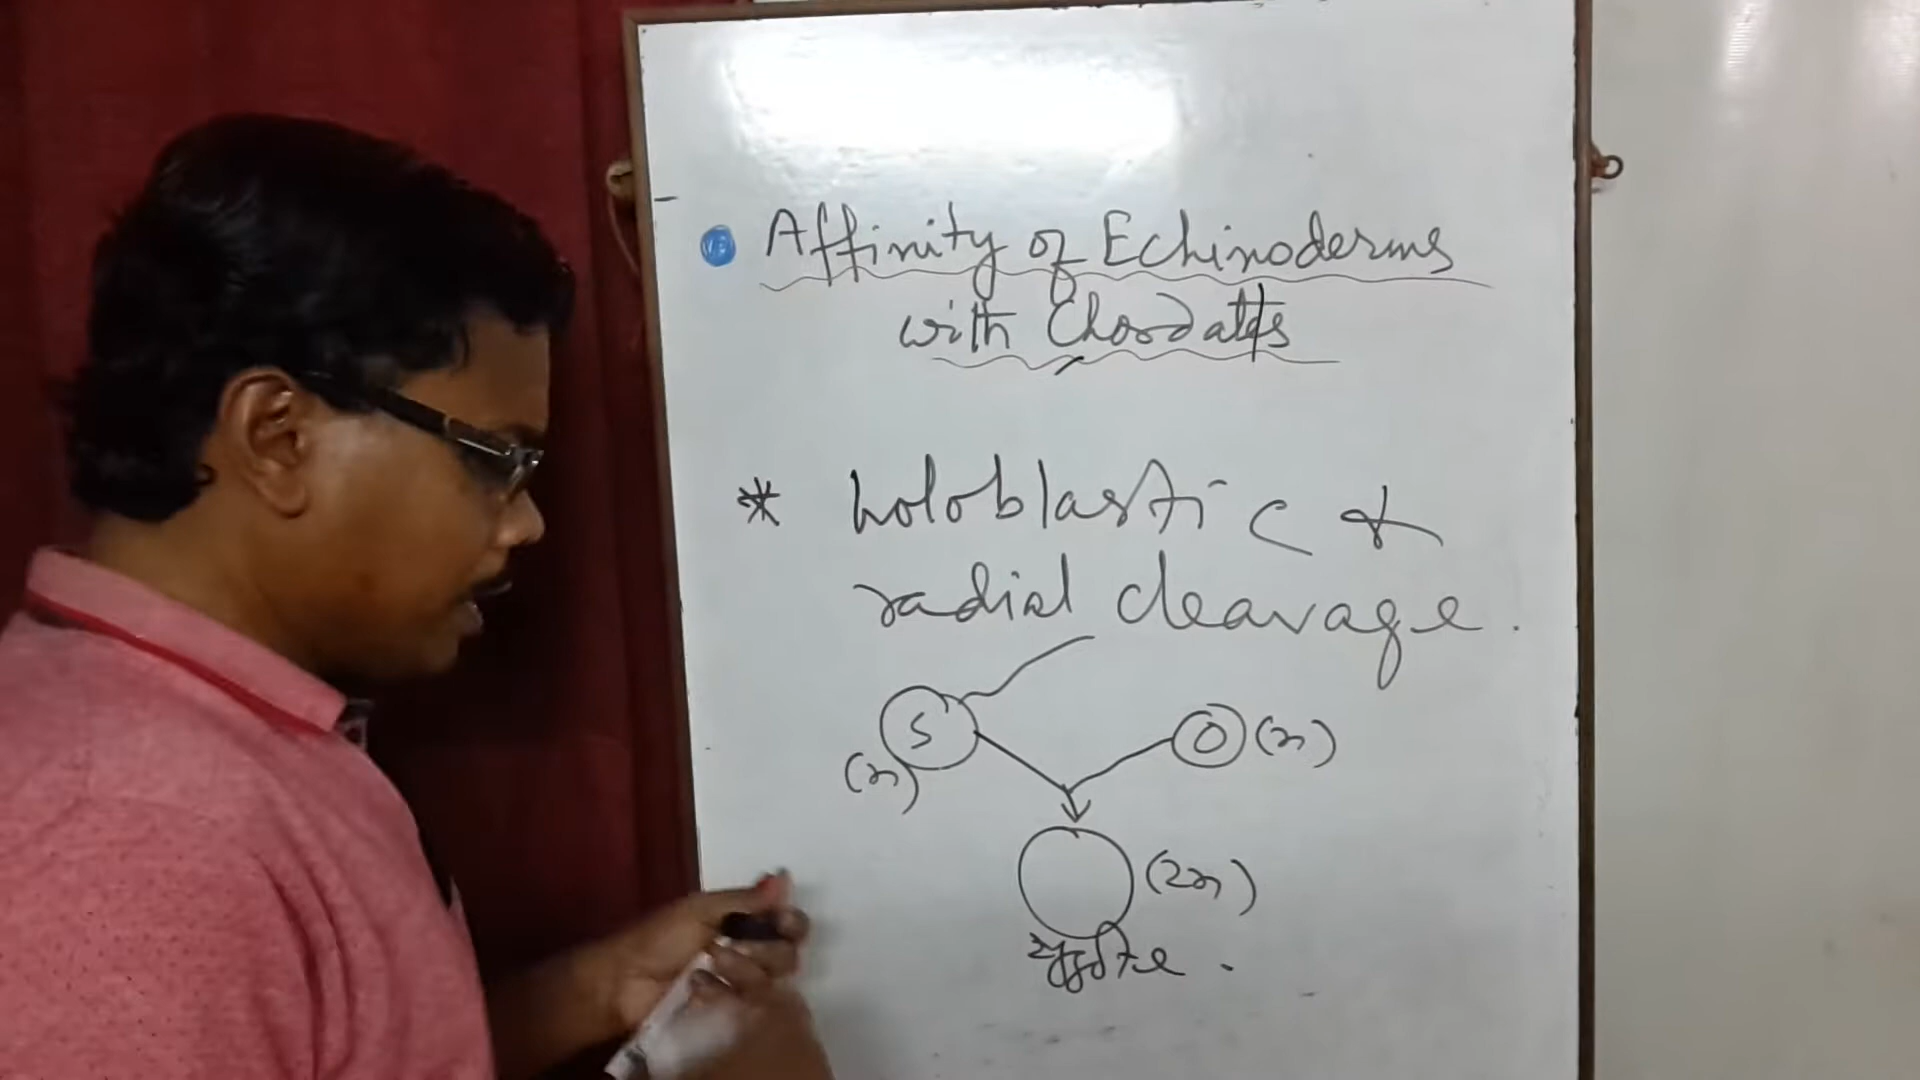 Affinity of Echinoderms
with Chordates
* holoblastic &
radial cleavage.
S
(n)
O (n)
(2n)
zygote.